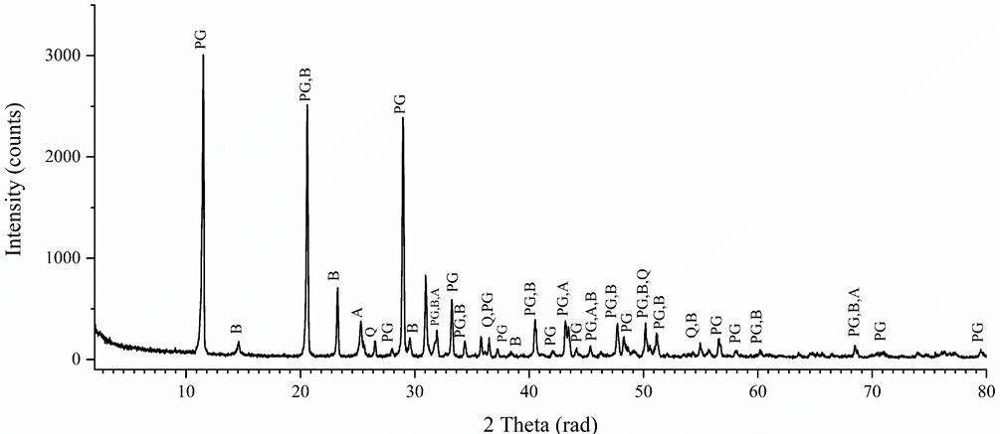 PG
3000
PG,B
PG
2000
Intensity (counts)
1000
B
B
A
Q
PG
B
PG,B,A
PG
PG,B
Q,PG
PG
B
PG,B
PG
PG,A
PG
PG,A,B
PG,B
PG
PG,B,Q
PG,B
Q,B
PG
PG
PG,B
PG,B,A
PG
PG
0
10 20 30 40 50 60 70 80
2 Theta (rad)